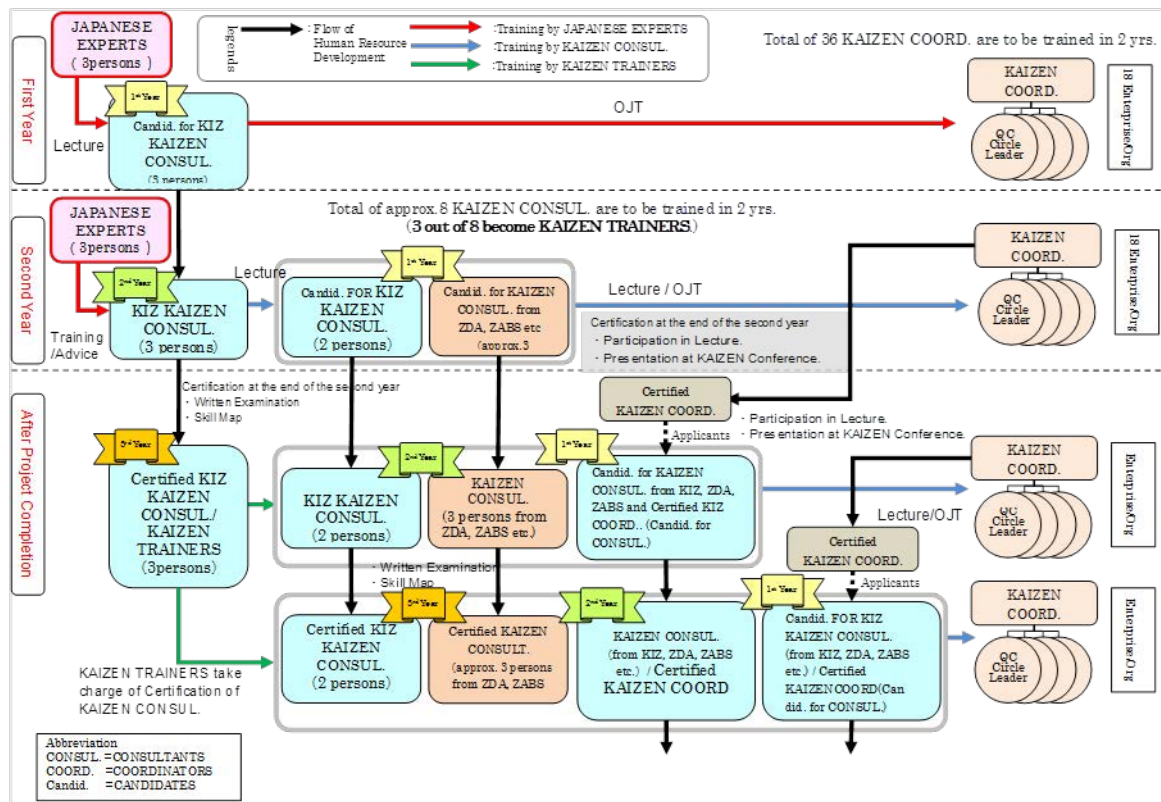 JAPANESE
EXPERTS
( 3persons )
legends
:Flow of
Human Resource
Development
:Training by JAPANESE EXPERTS
:Training by KAIZEN CONSUL.
:Training by KAIZEN TRAINERS
Total of 36 KAIZEN COORD. are to be trained in 2 yrs.
First Year
1st Year
Candid. for KIZ
KAIZEN
CONSUL.
(3 persons)
Lecture
OJT
KAIZEN
COORD.
QC
Circle
Leader
18 Enterprise/Org
Second Year
JAPANESE
EXPERTS
( 3persons )
Total of approx.8 KAIZEN CONSUL. are to be trained in 2 yrs.
(3 out of 8 become KAIZEN TRAINERS.)
2nd Year
KIZ KAIZEN
CONSUL.
(3 persons)
Training
/Advice
Lecture
1st Year
Candid. FOR KIZ
KAIZEN
CONSUL.
(2 persons)
Candid. for KAIZEN
CONSUL. from
ZDA, ZABS etc
(approx.3
Lecture / OJT
Certification at the end of the second year
・Participation in Lecture.
・Presentation at KAIZEN Conference.
KAIZEN
COORD.
QC
Circle
Leader
18 Enterprise/Org
After Project Completion
Certification at the end of the second year
・Written Examination
・Skill Map
Certified
KAIZEN COORD.
Applicants
・Participation in Lecture.
・Presentation at KAIZEN Conference.
3rd Year
Certified KIZ
KAIZEN
CONSUL./
KAIZEN
TRAINERS
(3persons)
2nd Year
KIZ KAIZEN
CONSUL.
(2 persons)
KAIZEN
CONSUL.
(3 persons from
ZDA, ZABS etc.)
1st Year
Candid. for KAIZEN
CONSUL. from KIZ, ZDA,
ZABS and Certified KIZ
COORD.. (Candid. for
CONSUL.)
Lecture/OJT
KAIZEN
COORD.
QC
Circle
Leader
Enterprise/Org
Certified
KAIZEN COORD.
Applicants
・Written Examination
・Skill Map
3rd Year
Certified KIZ
KAIZEN
CONSUL.
(2 persons)
Certified KAIZEN
CONSULT.
(approx. 3 persons
from ZDA, ZABS
2nd Year
KAIZEN CONSUL.
(from KIZ, ZDA, ZABS
etc.) / Certified
KAIZEN COORD
1st Year
Candid. FOR KIZ
KAIZEN CONSUL.
(from KIZ, ZDA, ZABS
etc.) / Certified
KAIZEN COORD(Can
did. for CONSUL.)
KAIZEN
COORD.
QC
Circle
Leader
Enterprise/Org
KAIZEN TRAINERS take
charge of Certification of
KAIZEN CONSUL.
Abbreviation
CONSUL. =CONSULTANTS
COORD. =COORDINATORS
Candid. =CANDIDATES